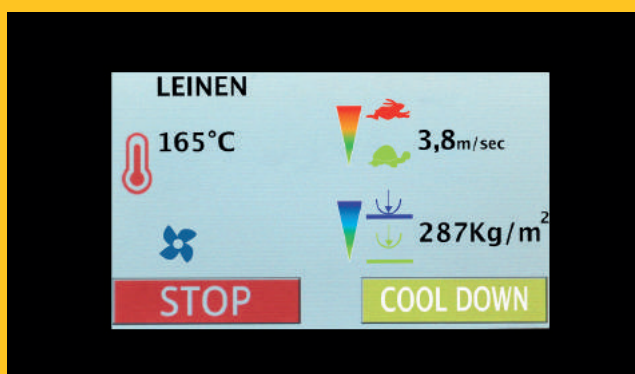 LEINEN
165°C
3,8m/sec
287Kg/m²
STOP
COOL DOWN